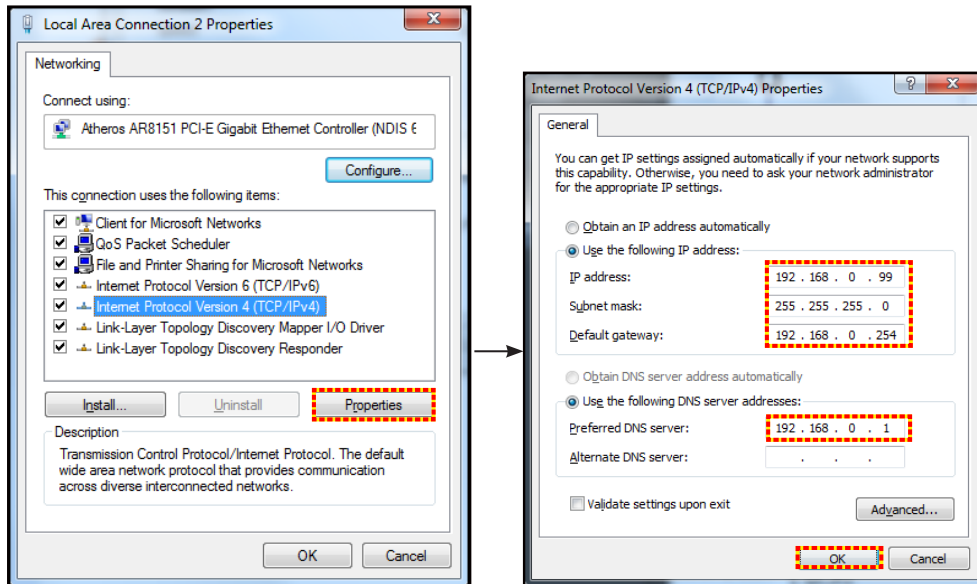 Local Area Connection 2 Properties
Networking
Connect using:
Atheros AR8151 PCI-E Gigabit Ethernet Controller (NDIS 6
Configure...
This connection uses the following items:
Client for Microsoft Networks
QoS Packet Scheduler
File and Printer Sharing for Microsoft Networks
Internet Protocol Version 6 (TCP/IPv6)
Internet Protocol Version 4 (TCP/IPv4)
Link-Layer Topology Discovery Mapper I/O Driver
Link-Layer Topology Discovery Responder
Install...
Uninstall
Properties
Description
Transmission Control Protocol/Internet Protocol. The default
wide area network protocol that provides communication
across diverse interconnected networks.
OK
Cancel
Internet Protocol Version 4 (TCP/IPv4) Properties
General
You can get IP settings assigned automatically if your network supports
this capability. Otherwise, you need to ask your network administrator
for the appropriate IP settings.
Obtain an IP address automatically
Use the following IP address:
IP address: 192 . 168 . 0 . 99
Subnet mask: 255 . 255 . 255 . 0
Default gateway: 192 . 168 . 0 . 254
Obtain DNS server address automatically
Use the following DNS server addresses:
Preferred DNS server: 192 . 168 . 0 . 1
Alternate DNS server: . . .
Validate settings upon exit
Advanced...
OK
Cancel